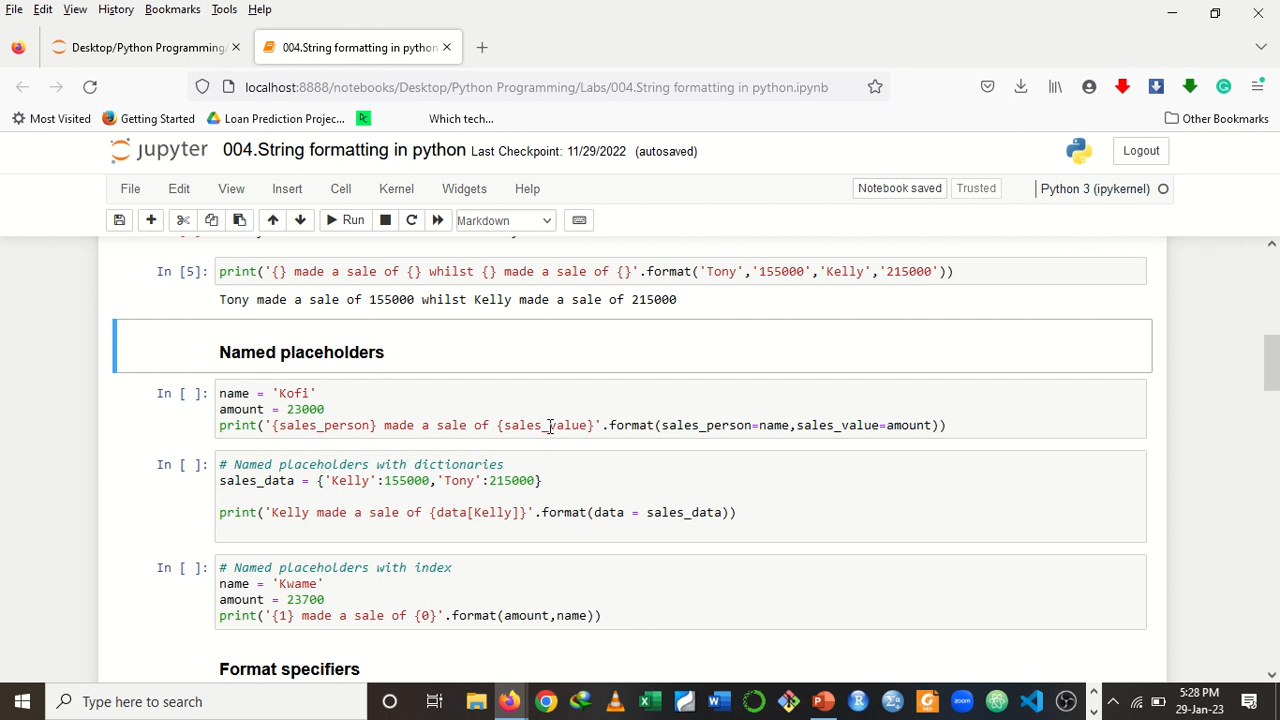 File Edit View History Bookmarks Tools Help
Desktop/Python Programming/ 004.String formatting in python
localhost:8888/notebooks/Desktop/Python Programming/Labs/004.String formatting in python.ipynb
Most Visited Getting Started Loan Prediction Projec... Which Exch... Other Bookmarks
jupyter 004.String formatting in python Last Checkpoint: 11/29/2022 (autosaved) Logout
File Edit View Insert Cell Kernel Widgets Help Notebook saved Trusted Python 3 (ipykernel)
Run Markdown
In [5]: print('{} made a sale of {} whilst {} made a sale of {}'.format('Tony','155000','Kelly','215000'))
Tony made a sale of 155000 whilst Kelly made a sale of 215000
Named placeholders
In [ ]: name = 'Kofi'
amount = 23000
print('{sales_person} made a sale of {sales_value}'.format(sales_person=name,sales_value=amount))
In [ ]: # Named placeholders with dictionaries
sales_data = {'Kelly':155000,'Tony':215000}
print('Kelly made a sale of {data[Kelly]}'.format(data = sales_data))
In [ ]: # Named placeholders with index
name = 'Kwame'
amount = 23700
print('{1} made a sale of {0}'.format(amount,name))
Format specifiers
Type here to search
5:28 PM
29-Jan-23